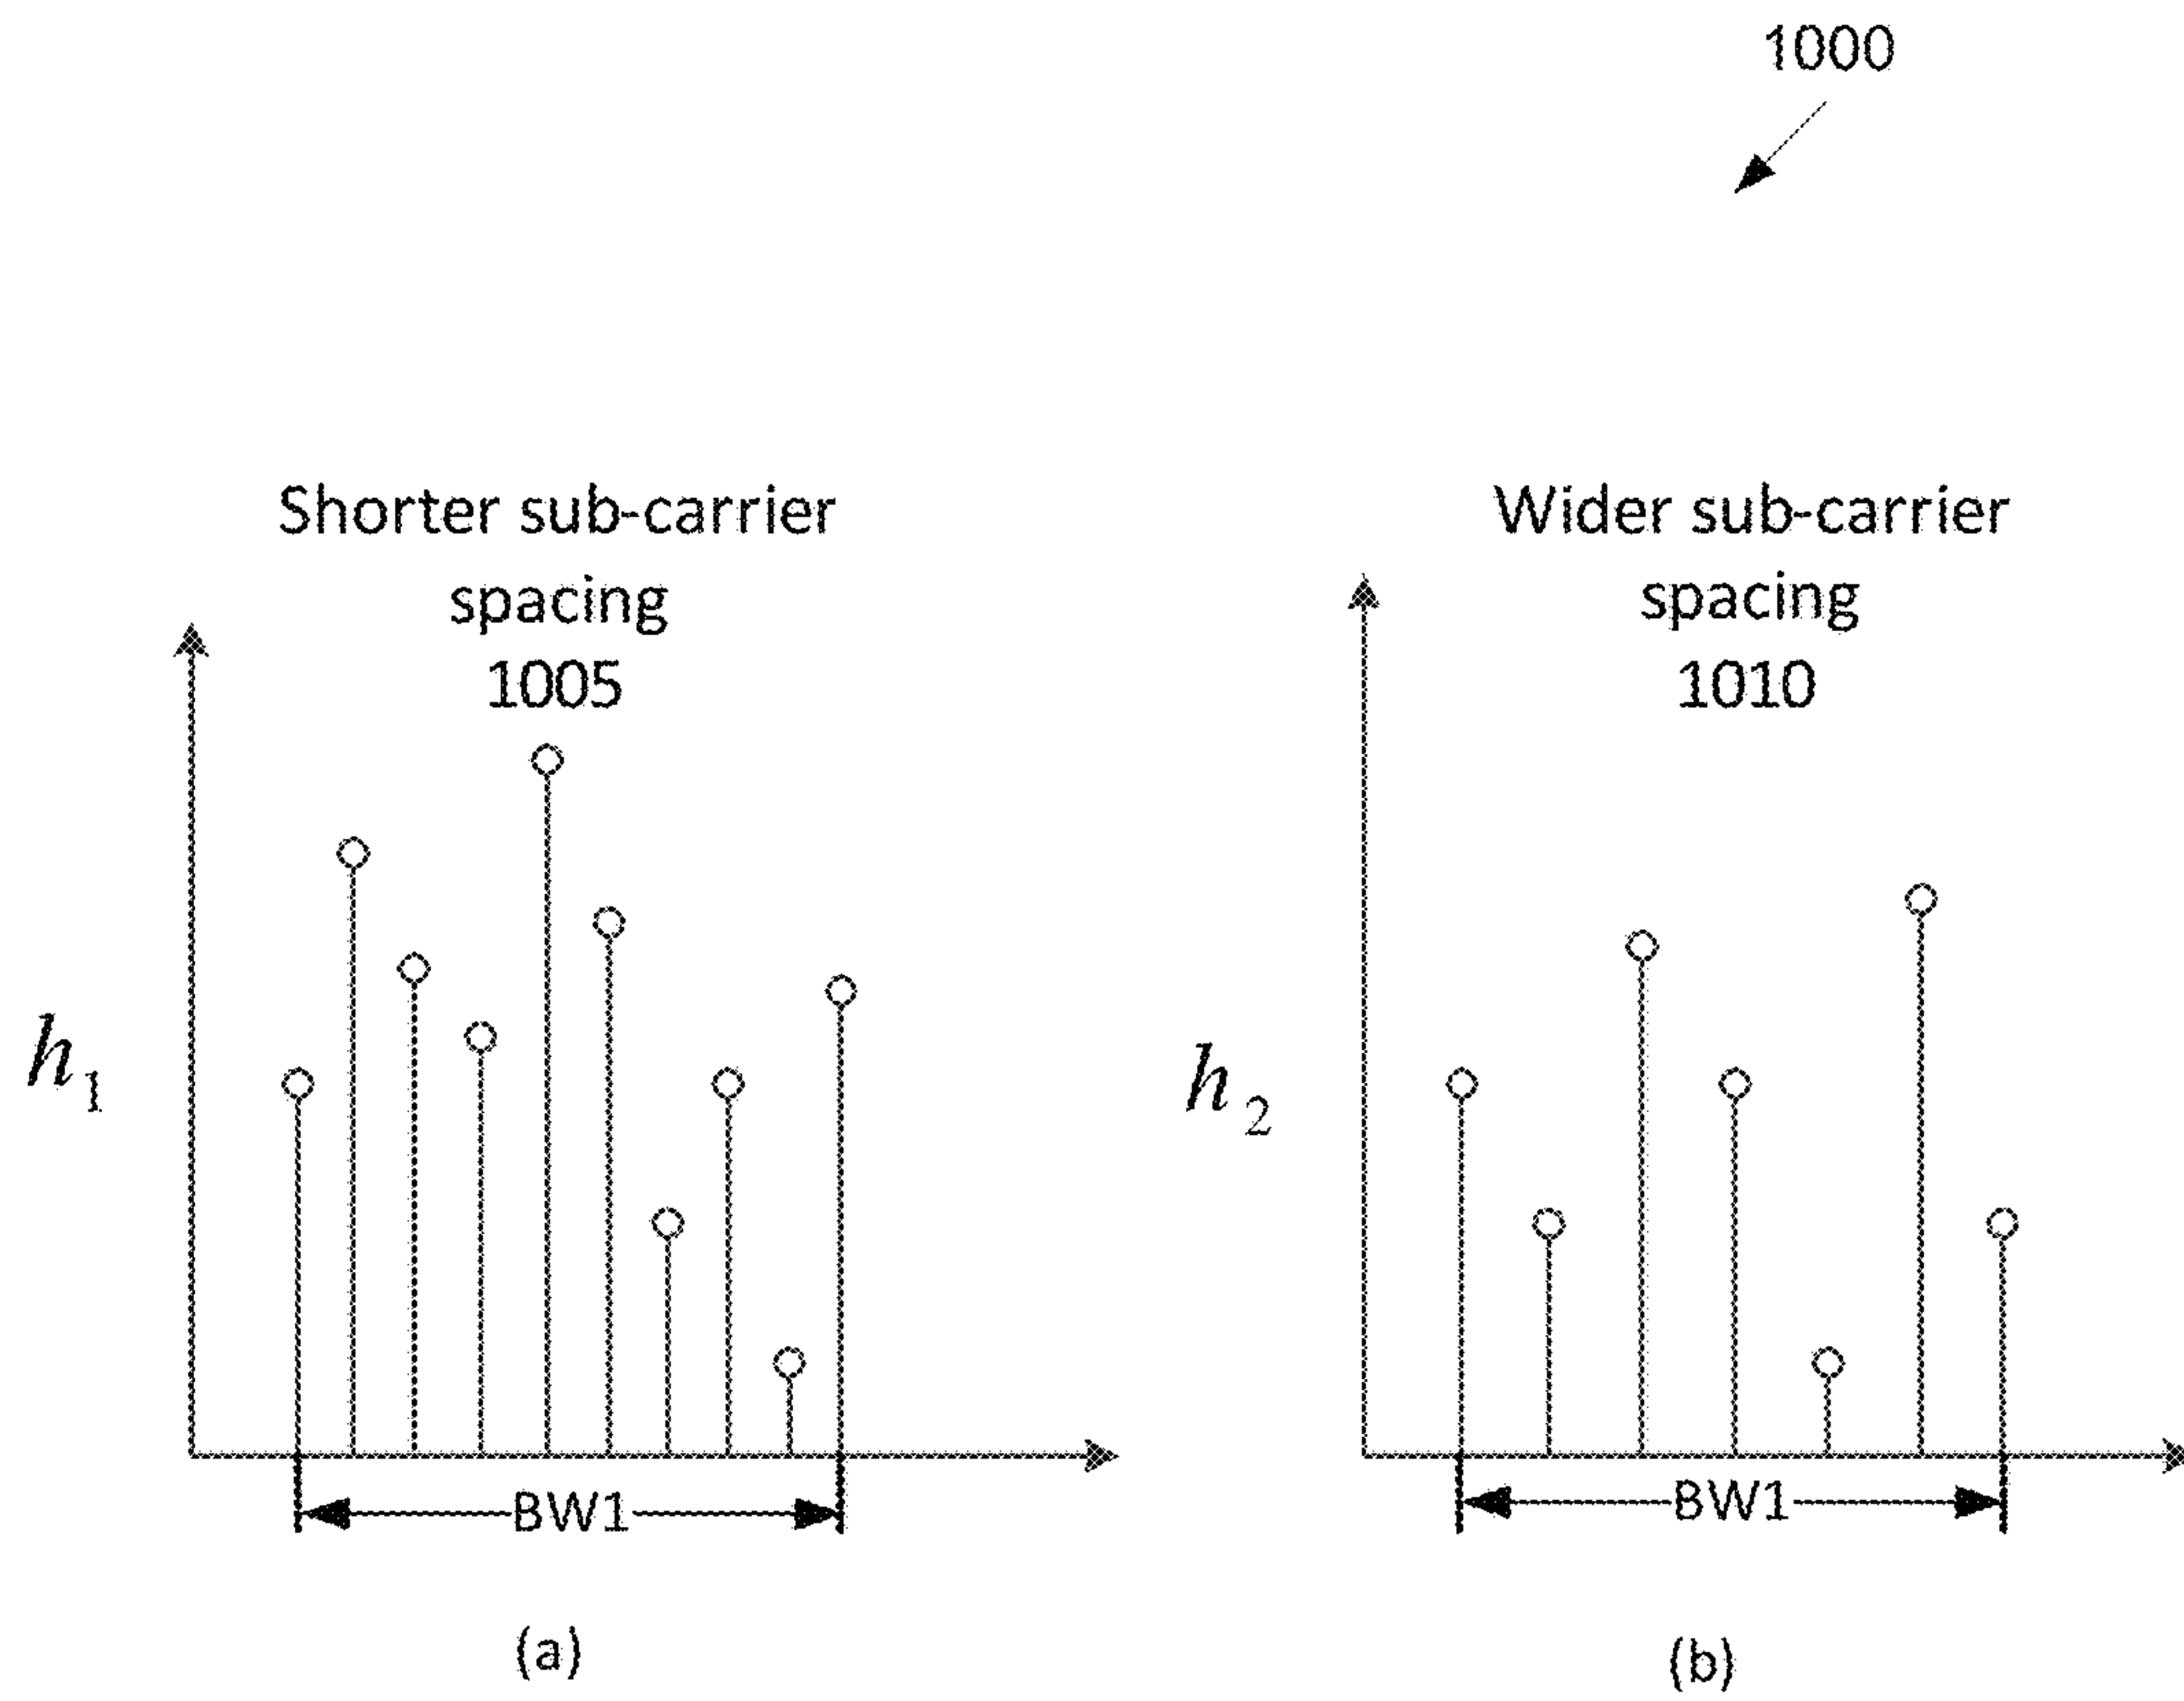 1000
Shorter sub-carrier
spacing
1005
h1
BW1
(a)
Wider sub-carrier
spacing
1010
h2
BW1
(b)